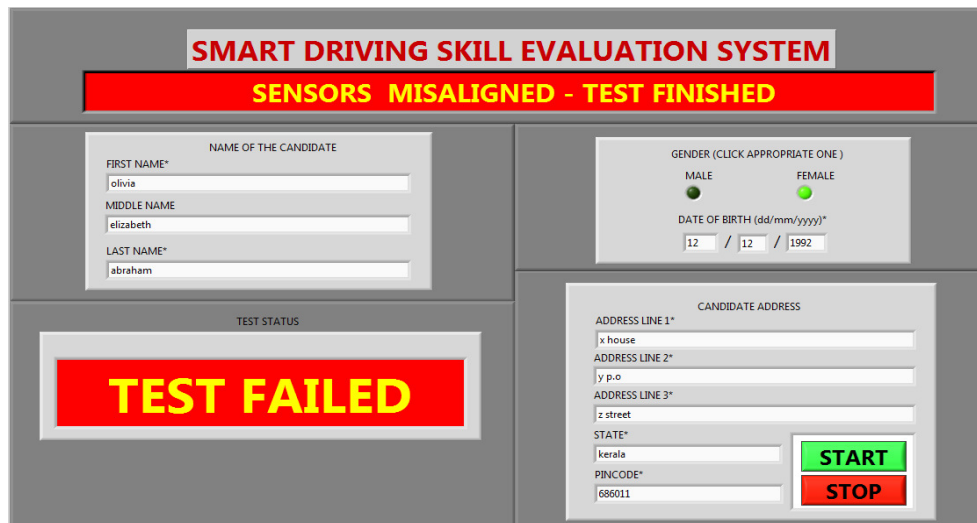 SMART DRIVING SKILL EVALUATION SYSTEM
SENSORS MISALIGNED - TEST FINISHED
NAME OF THE CANDIDATE
FIRST NAME*
olivia
MIDDLE NAME
elizabeth
LAST NAME*
abraham
GENDER (CLICK APPROPRIATE ONE )
MALE FEMALE
DATE OF BIRTH (dd/mm/yyyy)*
12 / 12 / 1992
TEST STATUS
TEST FAILED
CANDIDATE ADDRESS
ADDRESS LINE 1*
x house
ADDRESS LINE 2*
y p.o
ADDRESS LINE 3*
z street
STATE*
kerala
PINCODE*
686011
START
STOP